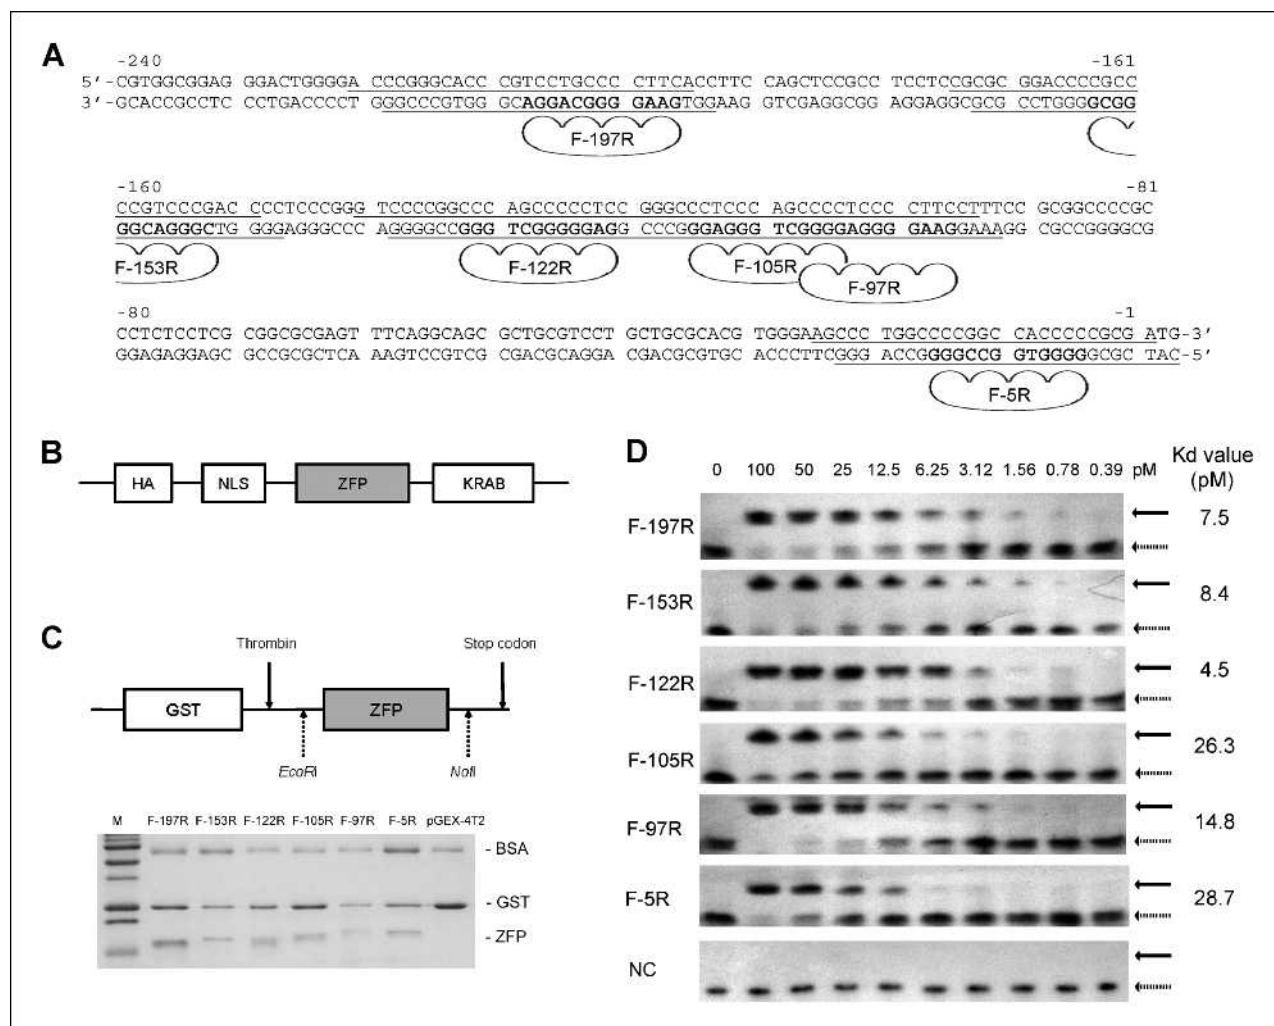 A
-240 -161
5'-CGTGGCGGAG GGACTGGGGA CCCGGGCACC CGTCCTGCCC CTTCACCTTC CAGCTCCGCC TCCTCCGCGC GGACCCCGCC
3'-GCACCGCCTC CCTGACCCCT GGGCCCGTGG GCAGGACGGG GAAGTGGAAG GTCGAGGCGG AGGAGGCGCG CCTGGGGCGG
F-197R
-160 -81
CCGTCCCGAC CCCTCCCGGG TCCCCGGCCC AGCCCCCTCC GGGCCCTCCC AGCCCCTCCC CTTCCTTTCC GCGGCCCCGC
GGCAGGGCTG GGGAGGGCCC AGGGGCCGGG TCGGGGGAGG CCCGGGAGGG TCGGGGAGGG GAAGGAAAGG CGCCGGGGCG
F-153R F-122R F-105R F-97R
-80 -1
CCTCTCCTCG CGGCGCGAGT TTCAGGCAGC GCTGCGTCCT GCTGCGCACG TGGGAAGCCC TGGCCCCGGC CACCCCCGCG ATG-3'
GGAGAGGAGC GCCGCGCTCA AAGTCCGTCG CGACGCAGGA CGACGCGTGC ACCCTTCGGG ACCGGGGCCG GTGGGGGCGC TAC-5'
F-5R
B
HA NLS ZFP KRAB
C
Thrombin Stop codon
GST ZFP
EcoRI NotI
M F-197R F-153R F-122R F-105R F-97R F-5R pGEX-4T2
- BSA
- GST
- ZFP
D
0 100 50 25 12.5 6.25 3.12 1.56 0.78 0.39 pM
Kd value
(pM)
F-197R 7.5
F-153R 8.4
F-122R 4.5
F-105R 26.3
F-97R 14.8
F-5R 28.7
NC